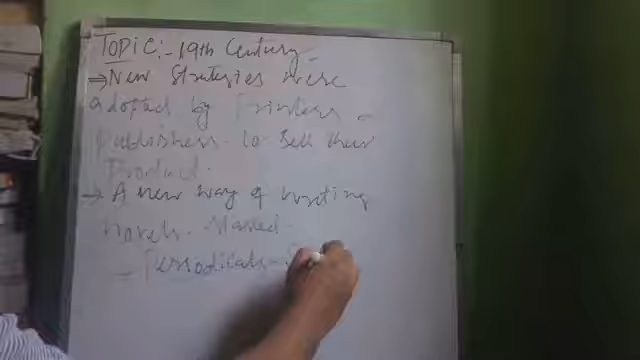 TOPIC:- 19th Century-
⇒ New Strategies were
adopted by Printers &
Publishers to Sell their
Product.
→ A new way of writing
novels started.
- Periodicals - S